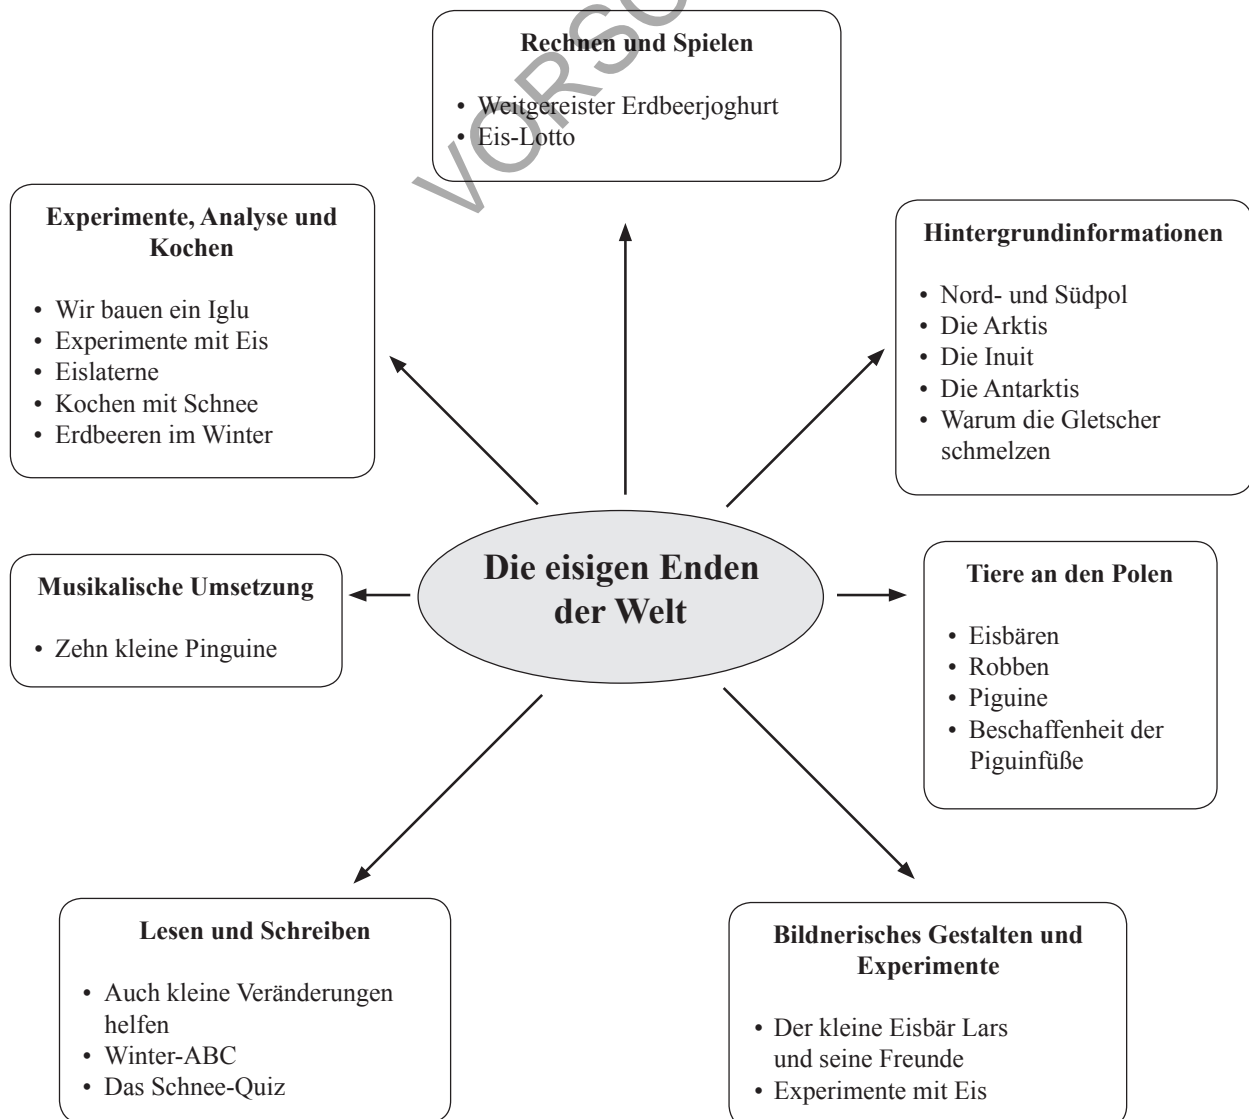 Rechnen und Spielen
• Weitgereister Erdbeerjoghurt
• Eis-Lotto
Experimente, Analyse und
Kochen
• Wir bauen ein Iglu
• Experimente mit Eis
• Eislaterne
• Kochen mit Schnee
• Erdbeeren im Winter
Hintergrundinformationen
• Nord- und Südpol
• Die Arktis
• Die Inuit
• Die Antarktis
• Warum die Gletscher
schmelzen
Die eisigen Enden
der Welt
Musikalische Umsetzung
• Zehn kleine Pinguine
Tiere an den Polen
• Eisbären
• Robben
• Piguine
• Beschaffenheit der
Piguinfüße
Lesen und Schreiben
• Auch kleine Veränderungen
helfen
• Winter-ABC
• Das Schnee-Quiz
Bildnerisches Gestalten und
Experimente
• Der kleine Eisbär Lars
und seine Freunde
• Experimente mit Eis